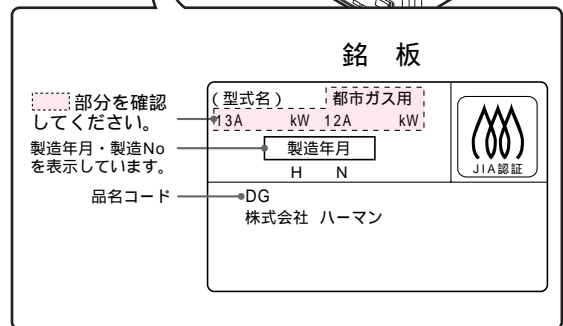 銘 板
部分を確認
してください。
製造年月・製造No
を表示しています。
品名コード
(型式名) 都市ガス用
13A kW 12A kW
製造年月
H N
DG
株式会社 ハーマン
JIA認証